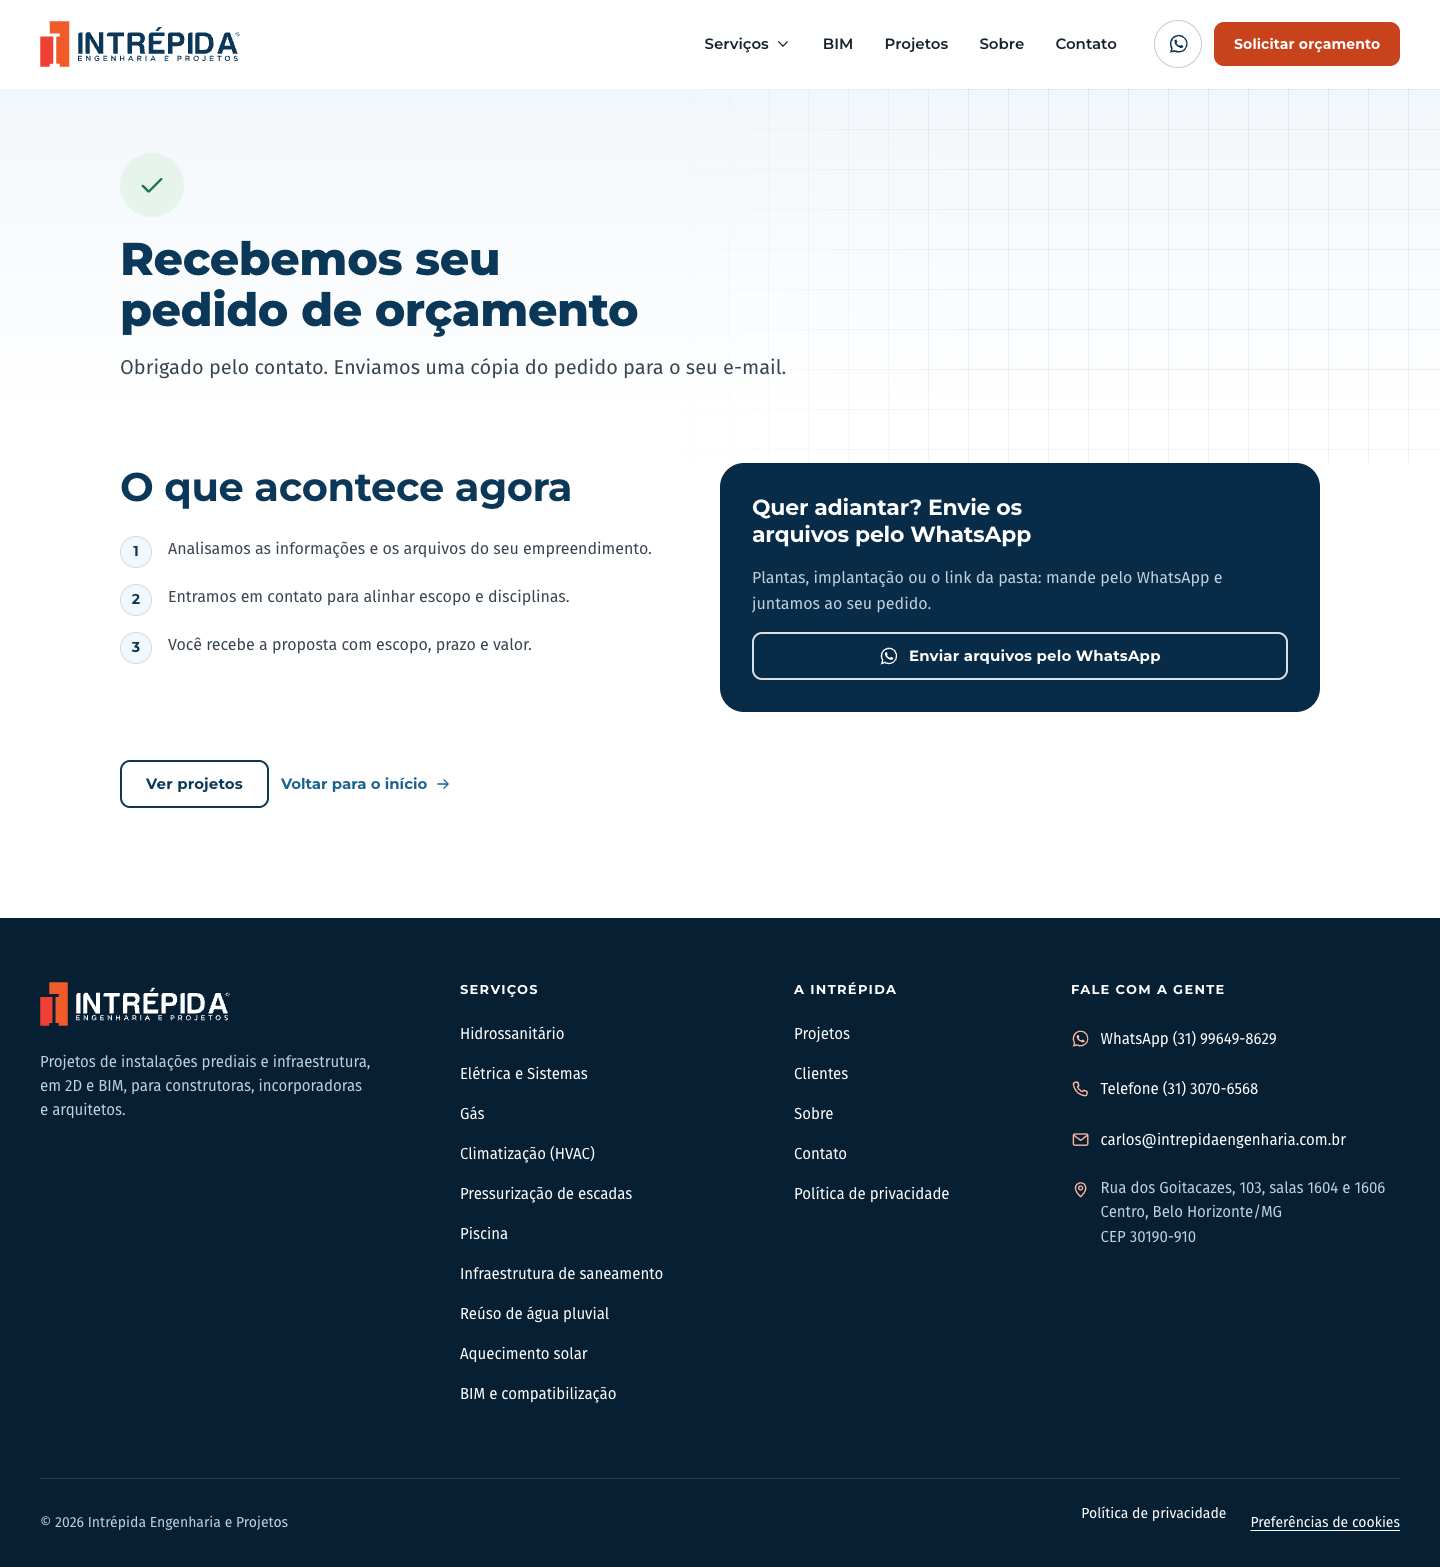 INTRÉPIDA
ENGENHARIA E PROJETOS
Serviços
BIM
Projetos
Sobre
Contato
Solicitar orçamento
Recebemos seu
pedido de orçamento
Obrigado pelo contato. Enviamos uma cópia do pedido para o seu e-mail.
O que acontece agora
1 Analisamos as informações e os arquivos do seu empreendimento.
2 Entramos em contato para alinhar escopo e disciplinas.
3 Você recebe a proposta com escopo, prazo e valor.
Quer adiantar? Envie os
arquivos pelo WhatsApp
Plantas, implantação ou o link da pasta: mande pelo WhatsApp e
juntamos ao seu pedido.
Enviar arquivos pelo WhatsApp
Ver projetos
Voltar para o início →
INTRÉPIDA
ENGENHARIA E PROJETOS
Projetos de instalações prediais e infraestrutura,
em 2D e BIM, para construtoras, incorporadoras
e arquitetos.
SERVIÇOS
Hidrossanitário
Elétrica e Sistemas
Gás
Climatização (HVAC)
Pressurização de escadas
Piscina
Infraestrutura de saneamento
Reúso de água pluvial
Aquecimento solar
BIM e compatibilização
A INTRÉPIDA
Projetos
Clientes
Sobre
Contato
Política de privacidade
FALE COM A GENTE
WhatsApp (31) 99649-8629
Telefone (31) 3070-6568
carlos@intrepidaengenharia.com.br
Rua dos Goitacazes, 103, salas 1604 e 1606
Centro, Belo Horizonte/MG
CEP 30190-910
© 2026 Intrépida Engenharia e Projetos
Política de privacidade
Preferências de cookies